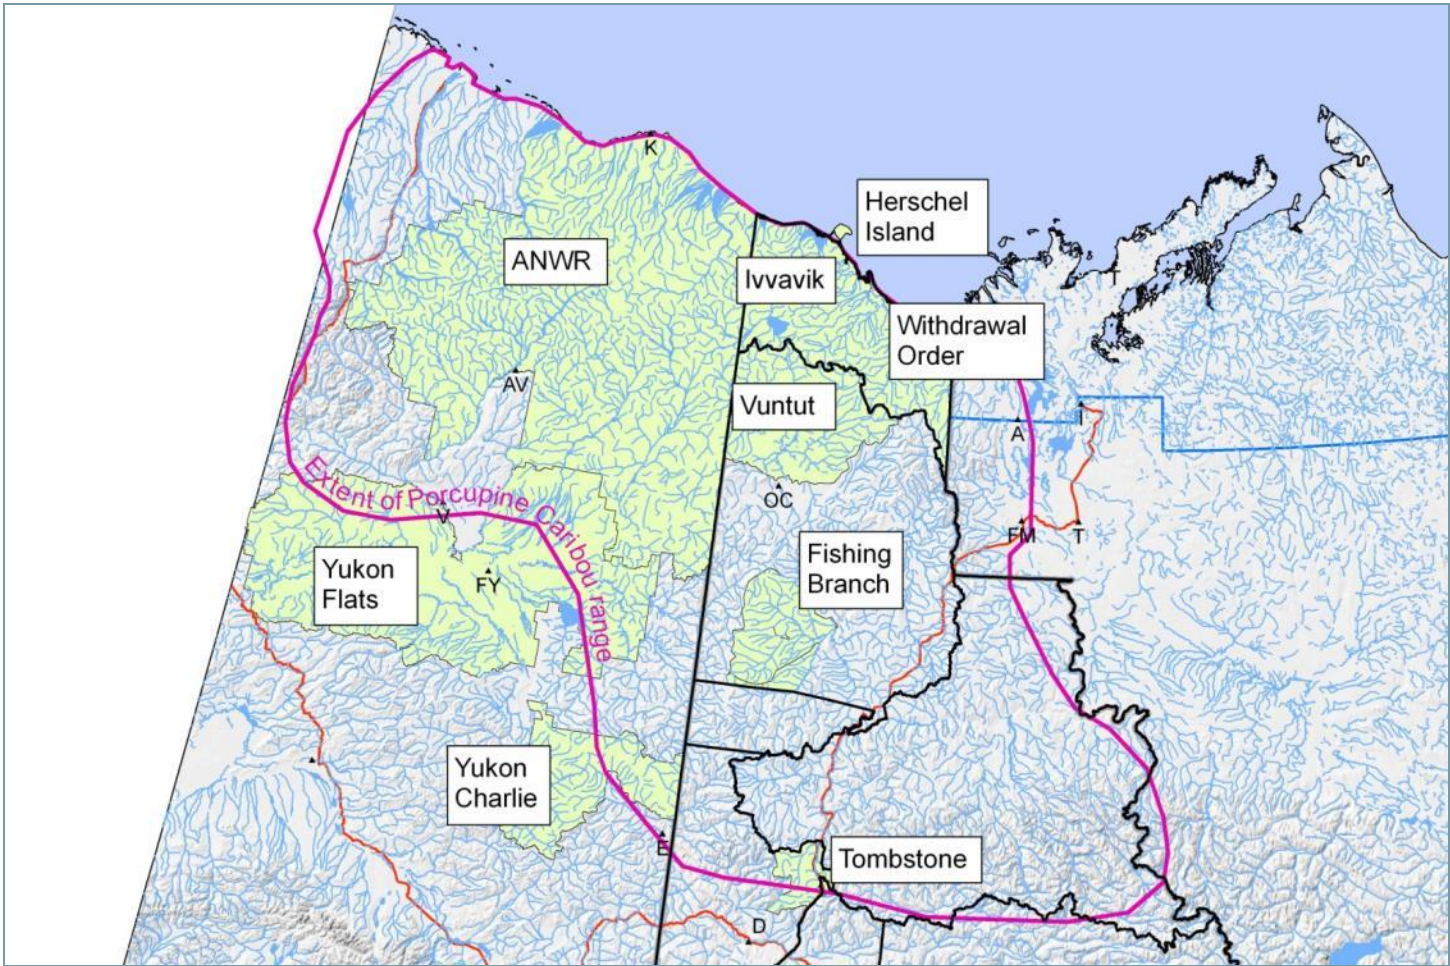 K
Herschel
Island
ANWR
Ivvavik
T
Withdrawal
Order
AV
Vuntut
A
I
Extent of Porcupine Caribou range
V
OC
FM
T
Yukon
Flats
FY
Fishing
Branch
Yukon
Charlie
E
Tombstone
D